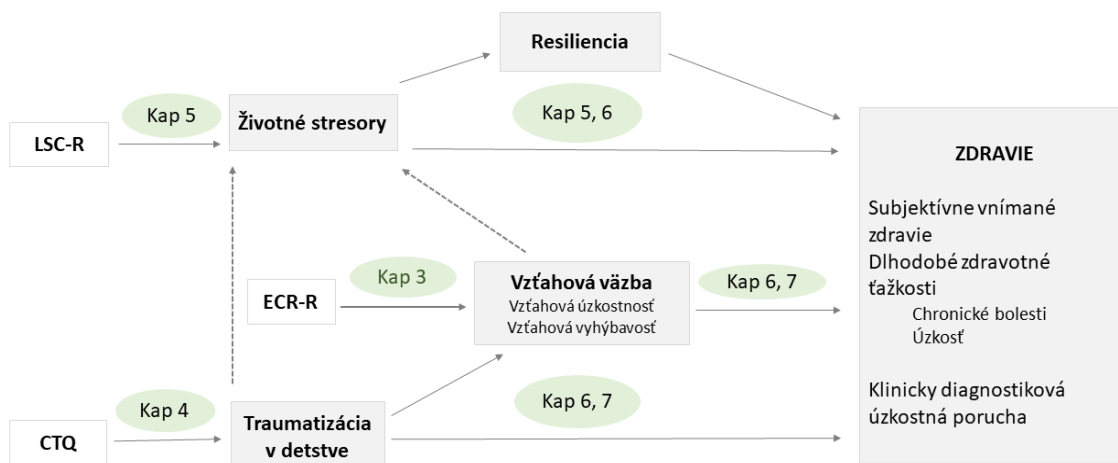 Resiliencia
Kap 5
Životné stresory
Kap 5, 6
LSC-R
ZDRAVIE
Subjektívne vnímané
zdravie
Dlhodobé zdravotné
ťažkosti
Chronické bolesti
Úzkosť
Klinicky diagnostiková
úzkostná porucha
Kap 3
ECR-R
Vzťahová väzba
Vzťahová úzkostnosť
Vzťahová vyhýbavosť
Kap 6, 7
Kap 4
CTQ
Traumatizácia
v detstve
Kap 6, 7